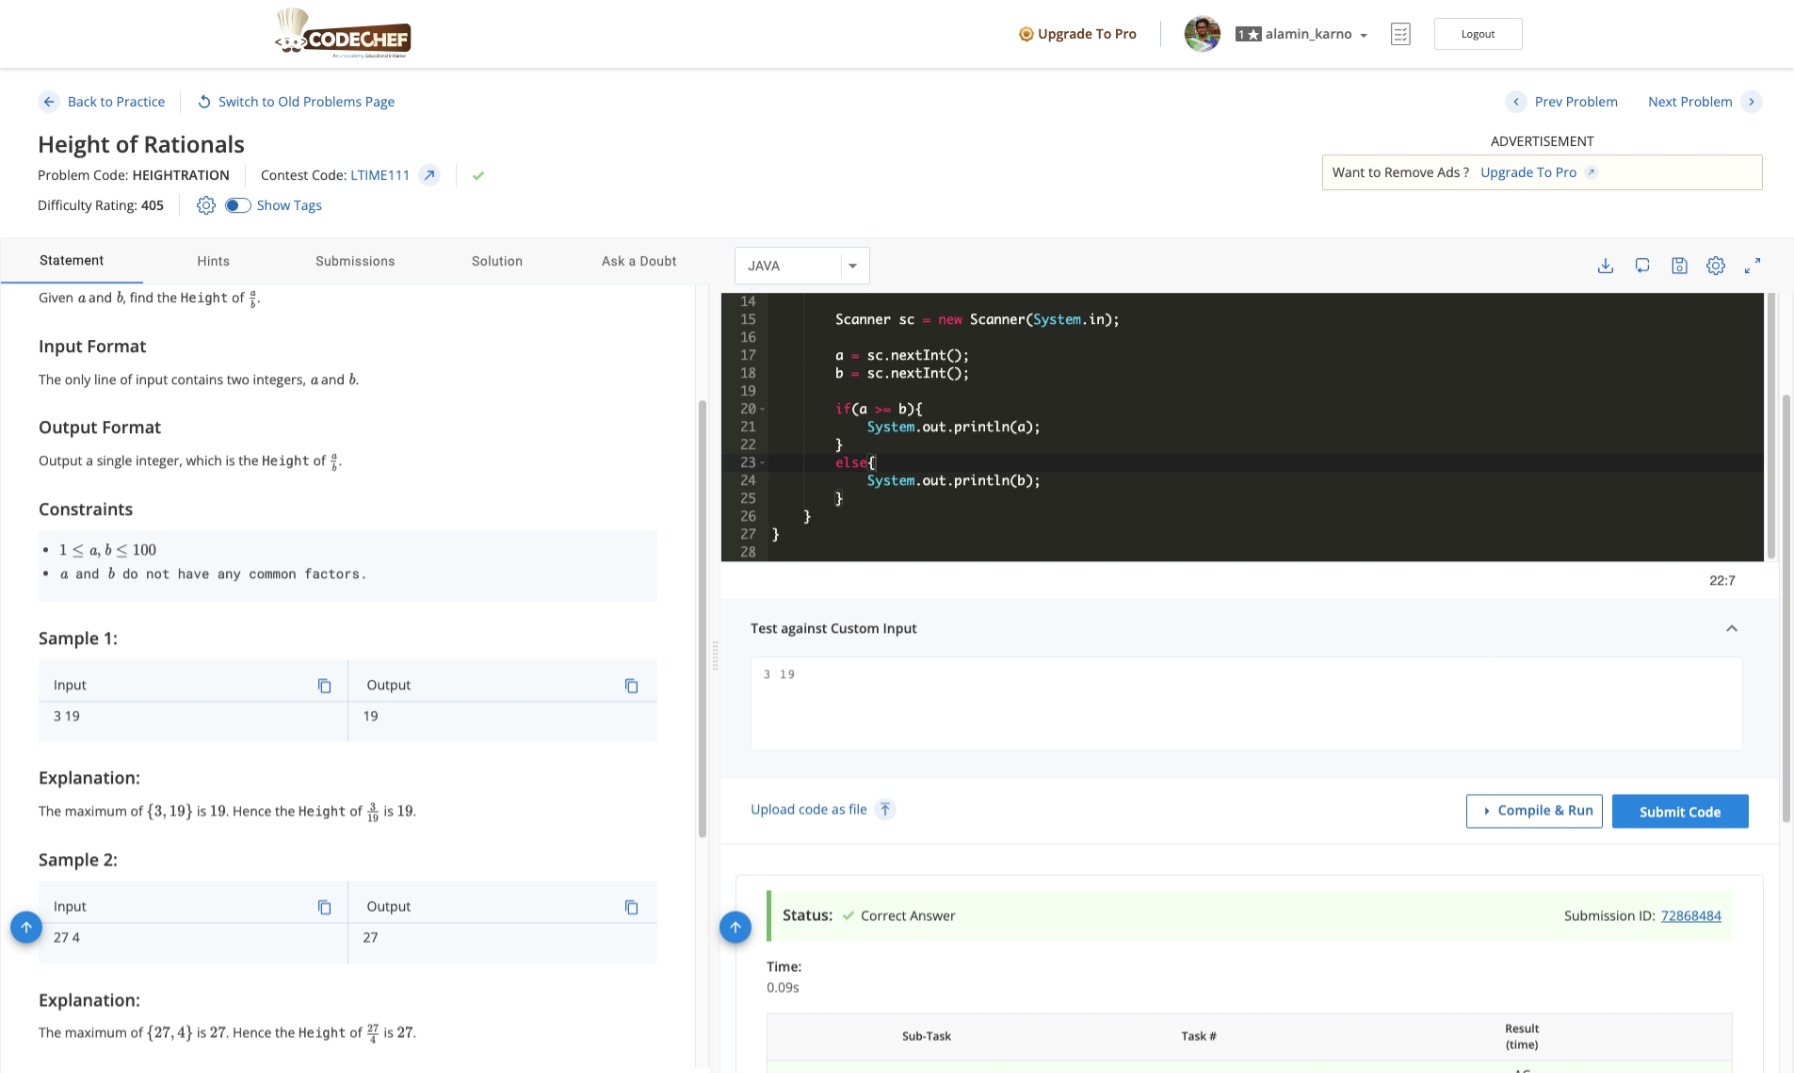 CODECHEF
Upgrade To Pro
1★ alamin_karno
Logout
Back to Practice
Switch to Old Problems Page
Prev Problem
Next Problem
Height of Rationals
ADVERTISEMENT
Problem Code: HEIGHTRATION
Contest Code: LTIME111
Want to Remove Ads ? Upgrade To Pro
Difficulty Rating: 405
Show Tags
Statement
Hints
Submissions
Solution
Ask a Doubt
Given a and b, find the Height of a/b.
Input Format
The only line of input contains two integers, a and b.
Output Format
Output a single integer, which is the Height of a/b.
Constraints
• 1 ≤ a, b ≤ 100
• a and b do not have any common factors.
Sample 1:
Input
Output
3 19
19
Explanation:
The maximum of {3, 19} is 19. Hence the Height of 3/19 is 19.
Sample 2:
Input
Output
27 4
27
Explanation:
The maximum of {27, 4} is 27. Hence the Height of 27/4 is 27.
JAVA
14
15 Scanner sc = new Scanner(System.in);
16
17 a = sc.nextInt();
18 b = sc.nextInt();
19
20 if(a >= b){
21 System.out.println(a);
22 }
23 else{
24 System.out.println(b);
25 }
26 }
27 }
28
22:7
Test against Custom Input
3 19
Upload code as file
Compile & Run
Submit Code
Status: ✓ Correct Answer
Submission ID: 72868484
Time:
0.09s
Sub-Task
Task #
Result
(time)